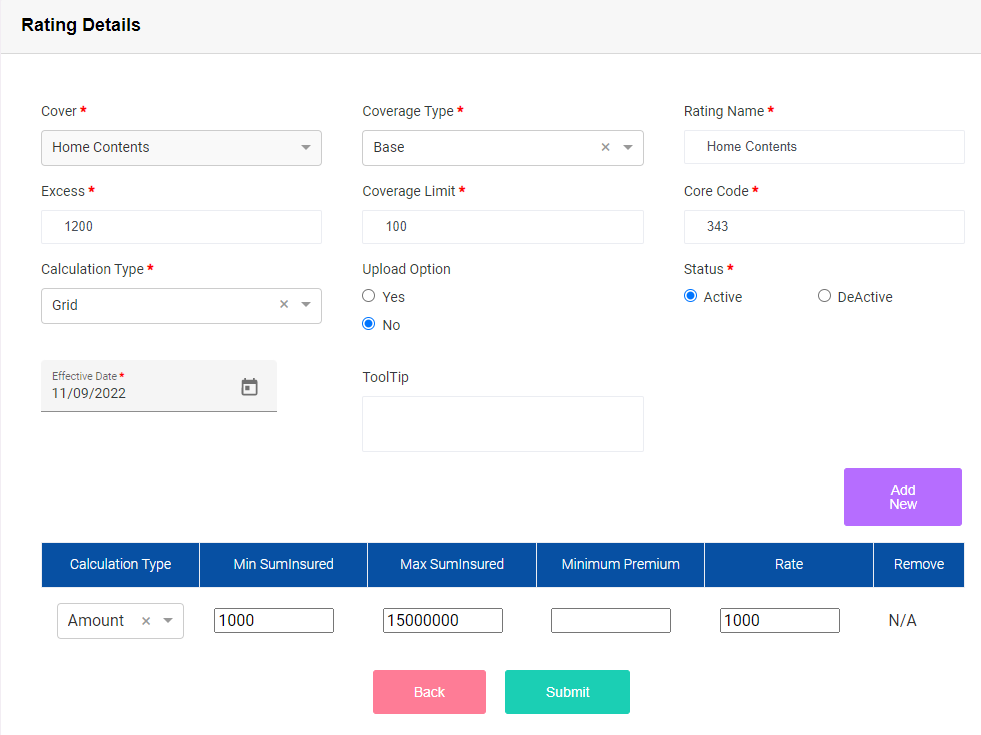 Rating Details
Cover *
Coverage Type *
Rating Name *
Home Contents
Base ×
Home Contents
Excess *
Coverage Limit *
Core Code *
1200
100
343
Calculation Type *
Upload Option
Status *
Grid ×
Yes
No
Active
DeActive
Effective Date *
11/09/2022
ToolTip
Add
New
Calculation Type
Min SumInsured
Max SumInsured
Minimum Premium
Rate
Remove
Amount ×
1000
15000000
1000
N/A
Back
Submit